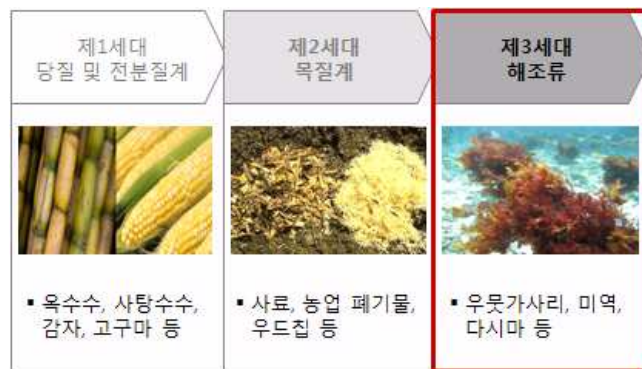 제1세대
당질 및 전분질계
제2세대
목질계
제3세대
해조류
▪ 옥수수, 사탕수수,
감자, 고구마 등
▪ 사료, 농업 폐기물,
우드칩 등
▪ 우뭇가사리, 미역,
다시마 등